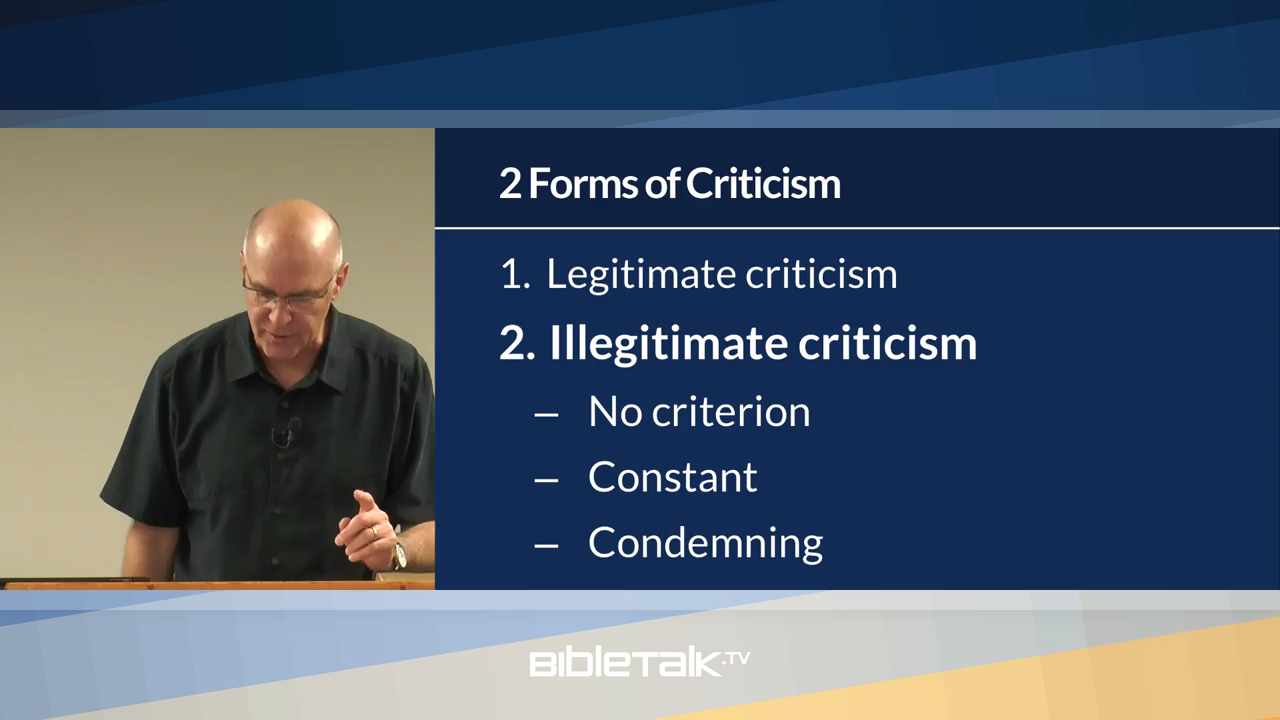 2 Forms of Criticism
1. Legitimate criticism
2. Illegitimate criticism
– No criterion
– Constant
– Condemning
BibleTalk.TV